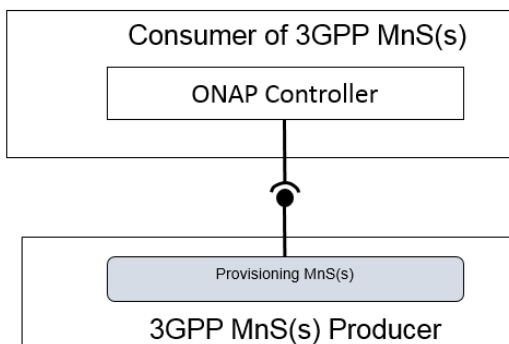 Consumer of 3GPP MnS(s)
ONAP Controller
Provisioning MnS(s)
3GPP MnS(s) Producer